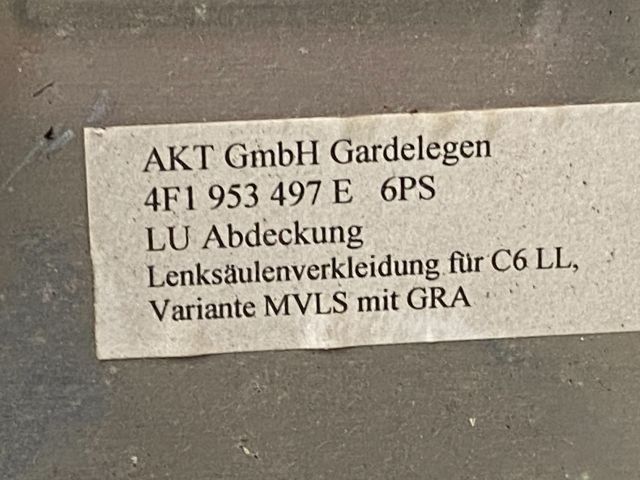 AKT GmbH Gardelegen
4F1 953 497 E 6PS
LU Abdeckung
Lenksäulenverkleidung für C6 LL,
Variante MVLS mit GRA